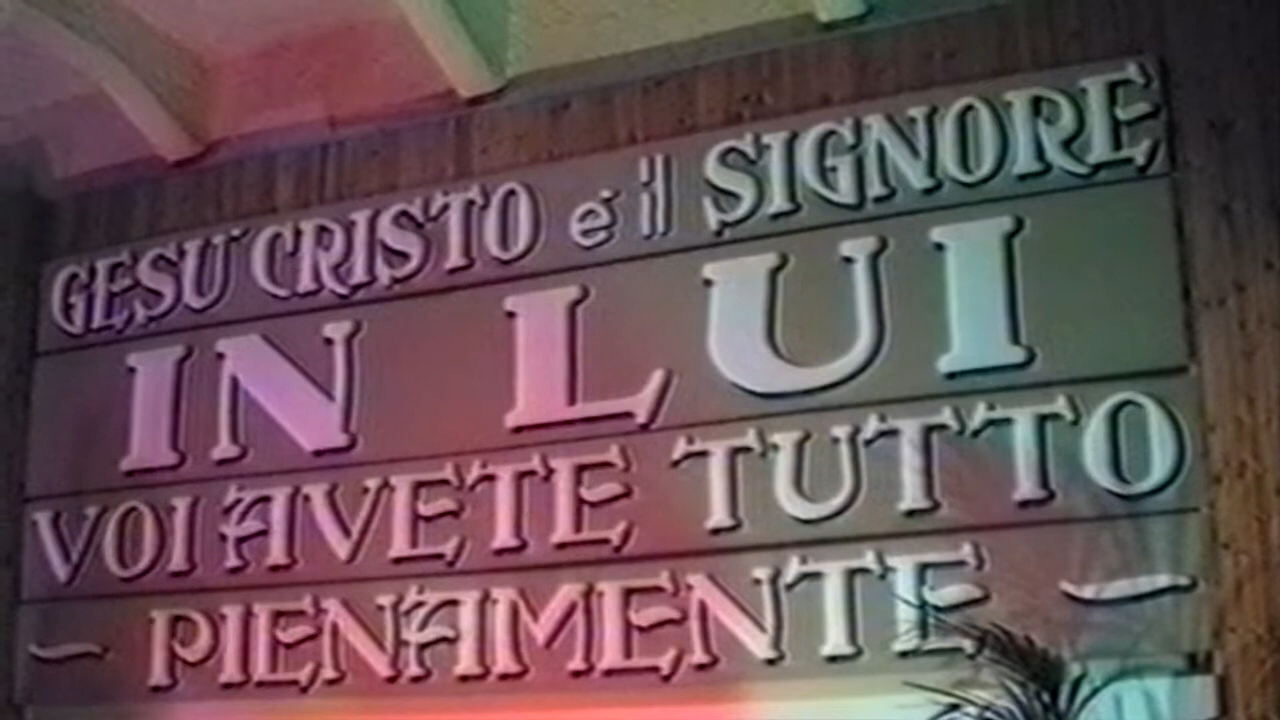 GESU' CRISTO e' il SIGNORE
IN LUI
VOI AVETE TUTTO
~ PIENAMENTE ~